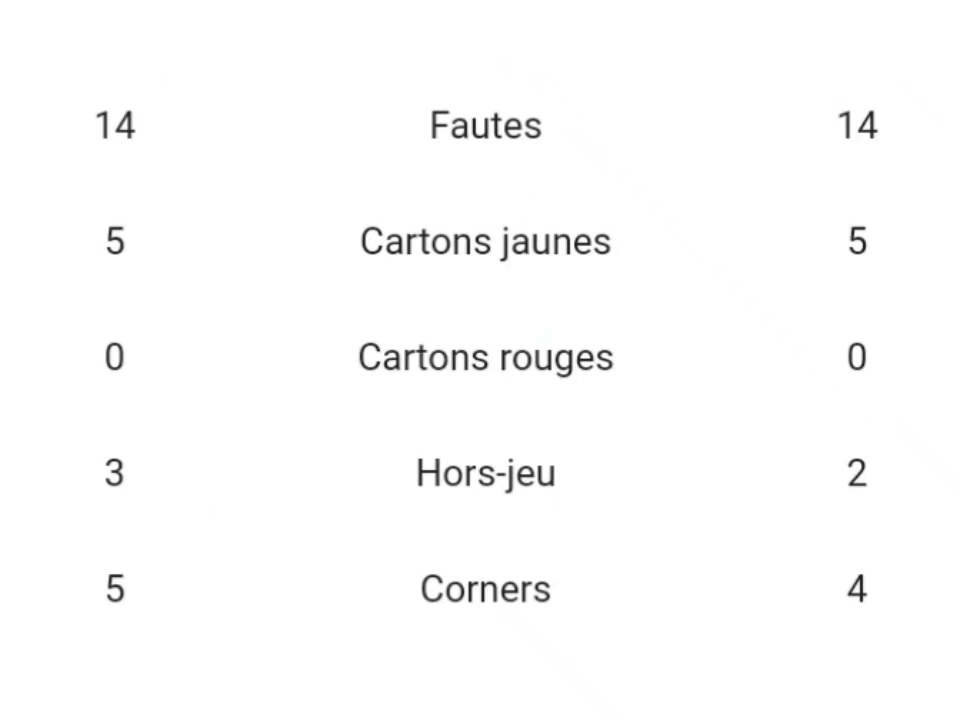 14 Fautes 14
5 Cartons jaunes 5
0 Cartons rouges 0
3 Hors-jeu 2
5 Corners 4